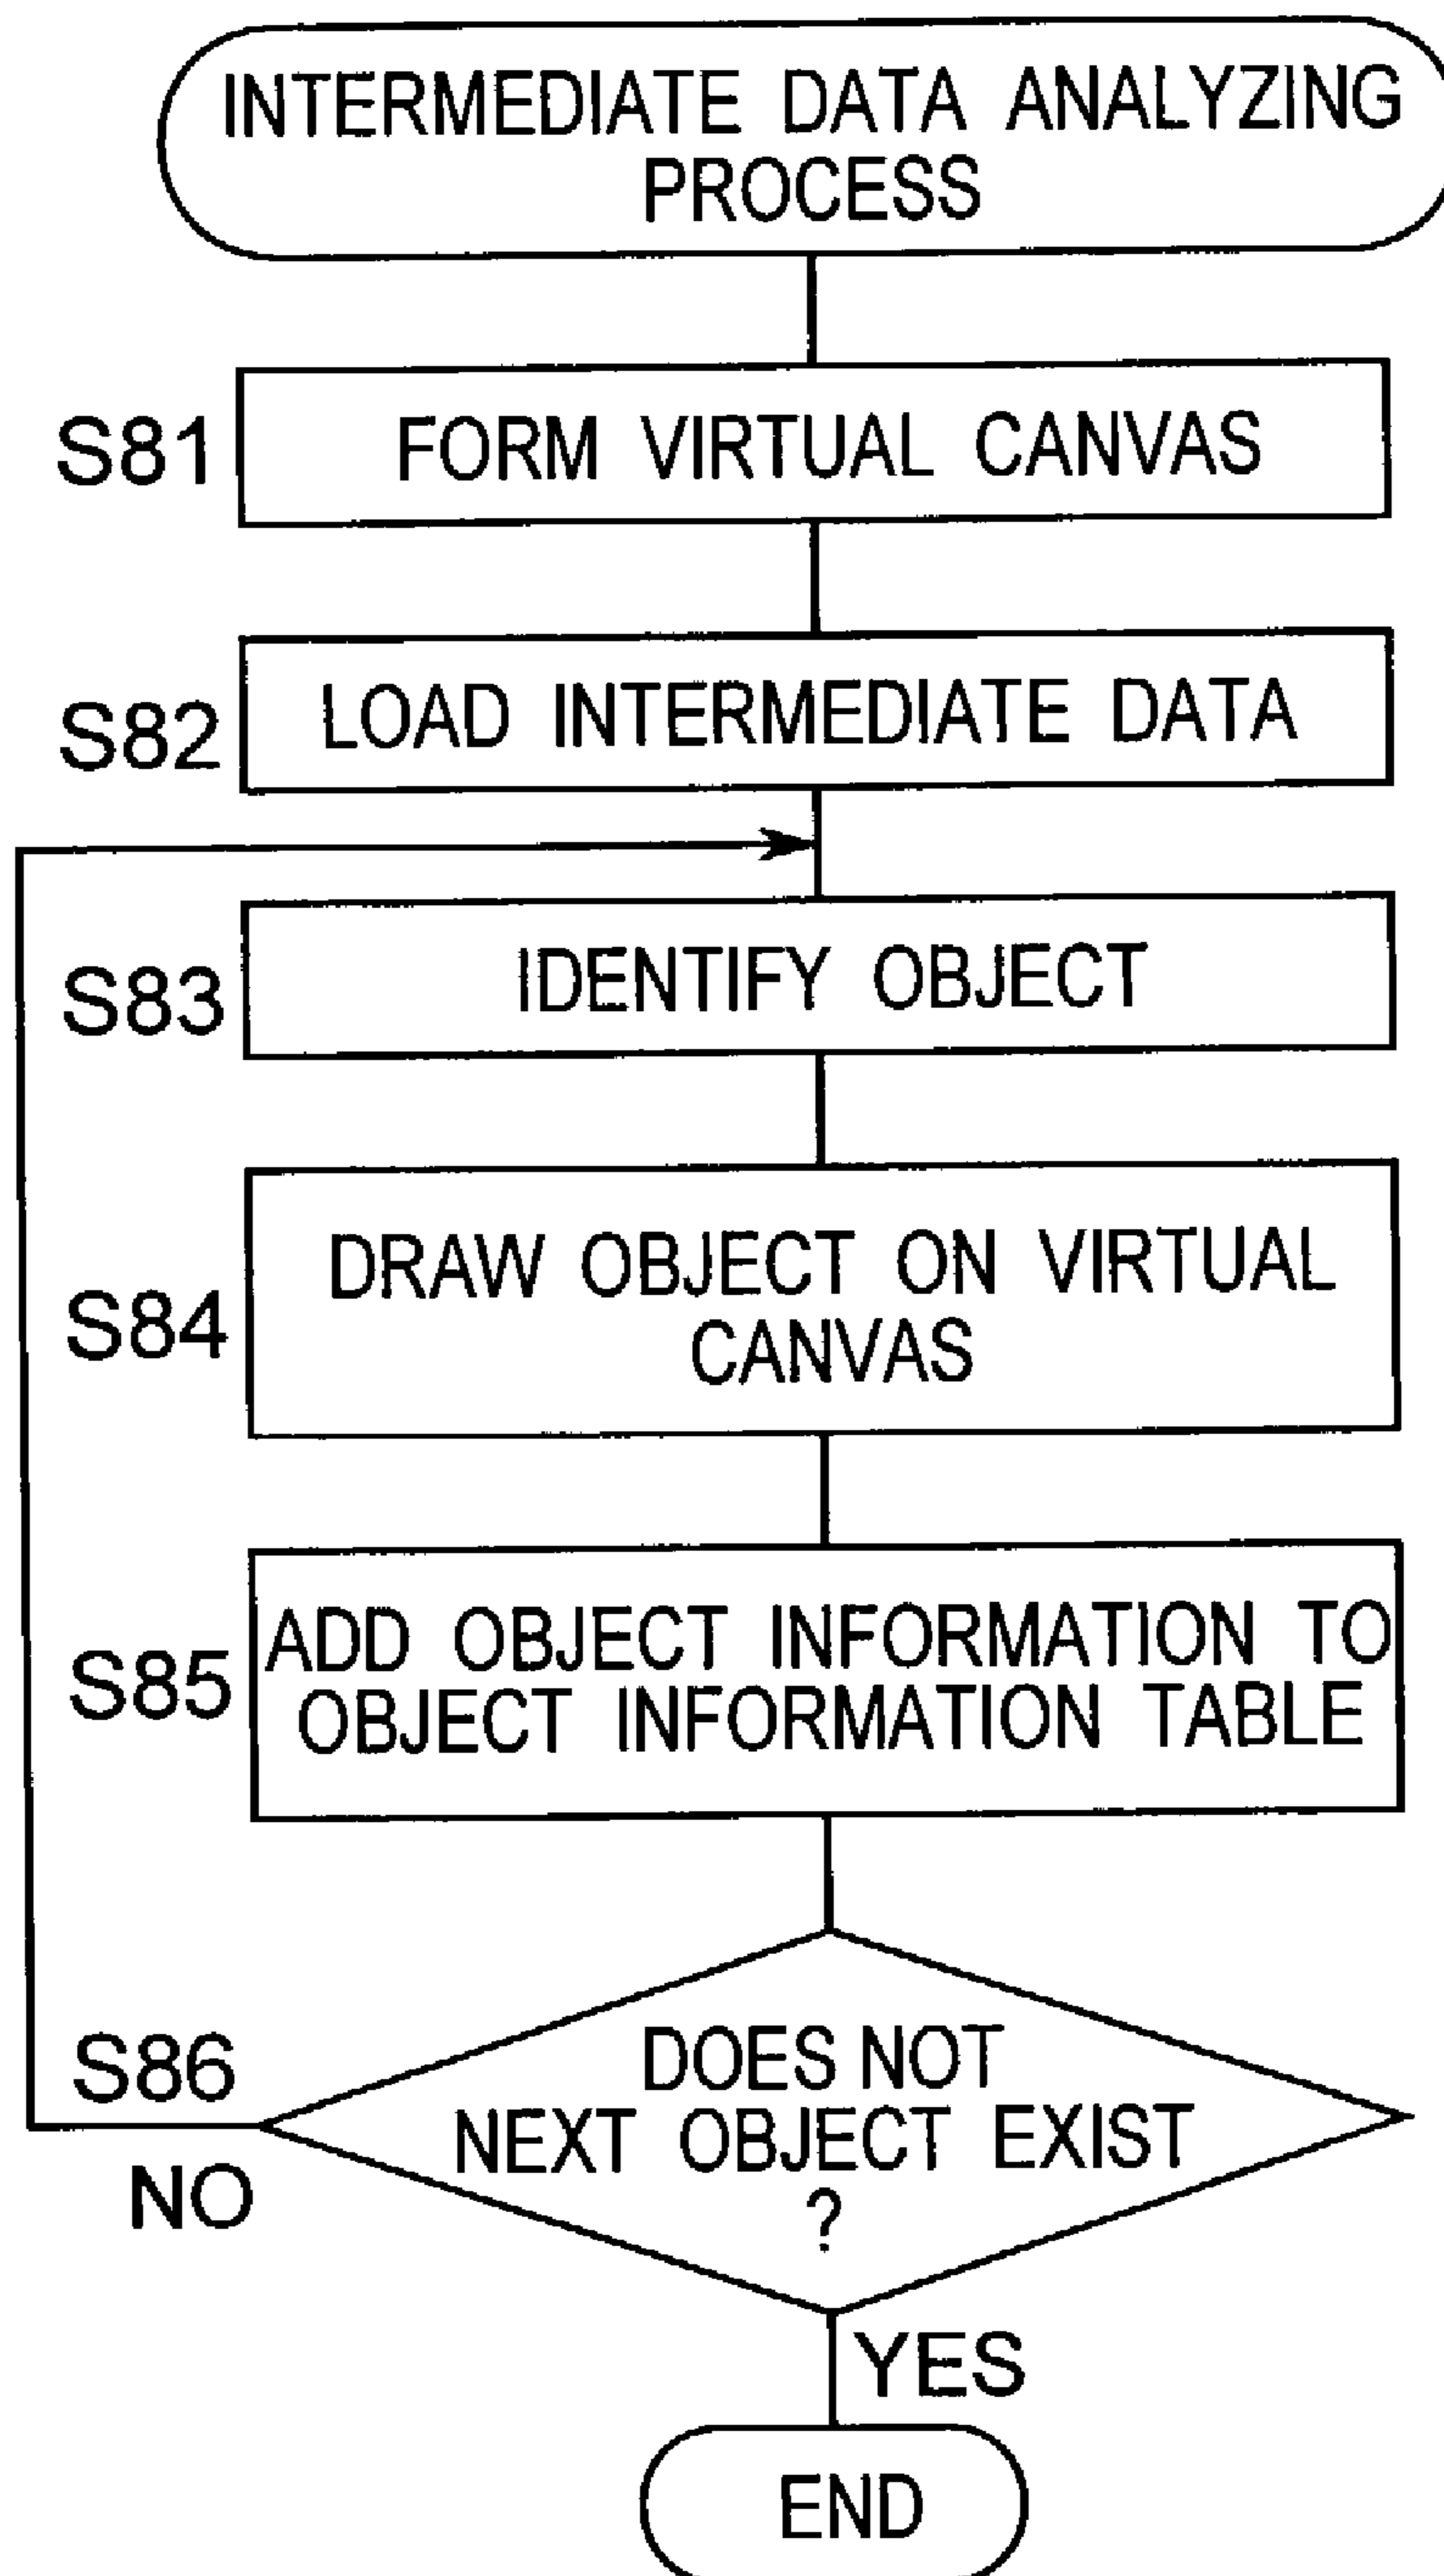 INTERMEDIATE DATA ANALYZING
PROCESS
S81
FORM VIRTUAL CANVAS
S82
LOAD INTERMEDIATE DATA
S83
IDENTIFY OBJECT
S84
DRAW OBJECT ON VIRTUAL
CANVAS
S85
ADD OBJECT INFORMATION TO
OBJECT INFORMATION TABLE
S86
DOES NOT
NEXT OBJECT EXIST
?
NO
YES
END